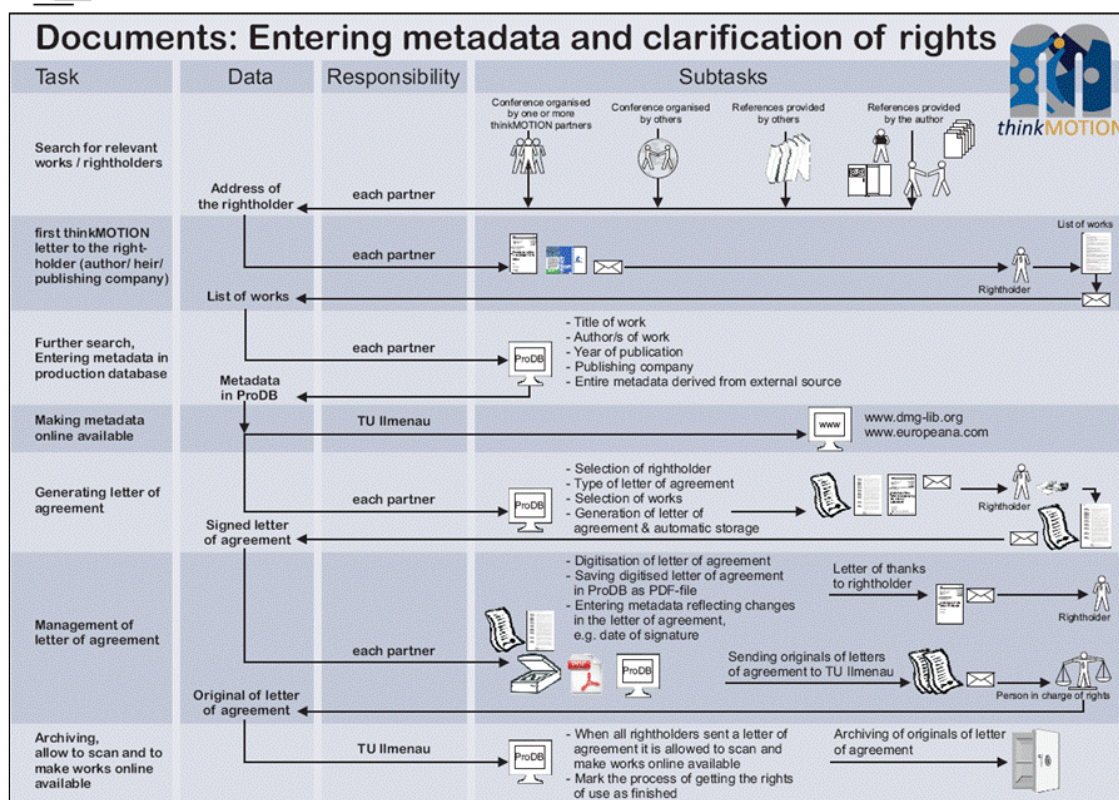 Documents: Entering metadata and clarification of rights
thinkMOTION
Task
Data
Responsibility
Subtasks
Search for relevant
works / rightholders
Conference organised
by one or more
thinkMOTION partners
Conference organised
by others
References provided
by others
References provided
by the author
Address of
the rightholder
each partner
first thinkMOTION
letter to the right-
holder (author/ heir/
publishing company)
each partner
Rightholder
List of works
List of works
Further search,
Entering metadata in
production database
each partner
ProDB
- Title of work
- Author/s of work
- Year of publication
- Publishing company
- Entire metadata derived from external source
Metadata
in ProDB
Making metadata
online available
TU Ilmenau
www
www.dmg-lib.org
www.europeana.com
Generating letter of
agreement
each partner
ProDB
- Selection of rightholder
- Type of letter of agreement
- Selection of works
- Generation of letter of
agreement & automatic storage
Rightholder
Signed letter
of agreement
Management of
letter of agreement
each partner
- Digitisation of letter of agreement
- Saving digitised letter of agreement
in ProDB as PDF-file
- Entering metadata reflecting changes
in the letter of agreement,
e.g. date of signature
ProDB
Letter of thanks
to rightholder
Rightholder
Sending originals of letters
of agreement to TU Ilmenau
Person in charge of rights
Original of letter
of agreement
Archiving,
allow to scan and to
make works online
available
TU Ilmenau
ProDB
- When all rightholders sent a letter of
agreement it is allowed to scan and
make works online available
- Mark the process of getting the rights
of use as finished
Archiving of originals of letter
of agreement